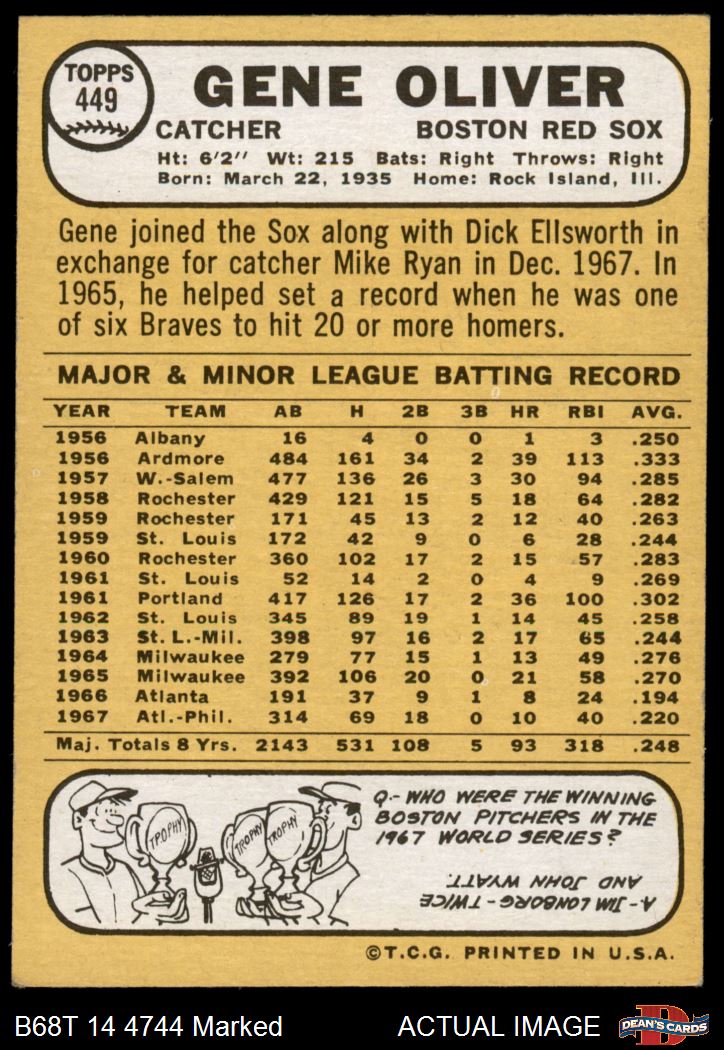 TOPPS
449
GENE OLIVER
CATCHER BOSTON RED SOX
Ht: 6'2" Wt: 215 Bats: Right Throws: Right
Born: March 22, 1935 Home: Rock Island, Ill.
Gene joined the Sox along with Dick Ellsworth in
exchange for catcher Mike Ryan in Dec. 1967. In
1965, he helped set a record when he was one
of six Braves to hit 20 or more homers.
MAJOR & MINOR LEAGUE BATTING RECORD
YEAR TEAM AB H 2B 3B HR RBI AVG.
1956 Albany 16 4 0 0 1 3 .250
1956 Ardmore 484 161 34 2 39 113 .333
1957 W.-Salem 477 136 26 3 30 94 .285
1958 Rochester 429 121 15 5 18 64 .282
1959 Rochester 171 45 13 2 12 40 .263
1959 St. Louis 172 42 9 0 6 28 .244
1960 Rochester 360 102 17 2 15 57 .283
1961 St. Louis 52 14 2 0 4 9 .269
1961 Portland 417 126 17 2 36 100 .302
1962 St. Louis 345 89 19 1 14 45 .258
1963 St. L.-Mil. 398 97 16 2 17 65 .244
1964 Milwaukee 279 77 15 1 13 49 .276
1965 Milwaukee 392 106 20 0 21 58 .270
1966 Atlanta 191 37 9 1 8 24 .194
1967 Atl.-Phil. 314 69 18 0 10 40 .220
Maj. Totals 8 Yrs. 2143 531 108 5 93 318 .248
TROPHY
TROPHY
TROPHY
Q.- WHO WERE THE WINNING
BOSTON PITCHERS IN THE
1967 WORLD SERIES?
A- JIM LONBORG - TWICE
AND JOHN WYATT.
©T.C.G. PRINTED IN U.S.A.
B68T 14 4744 Marked ACTUAL IMAGE
D
DEAN'S CARDS